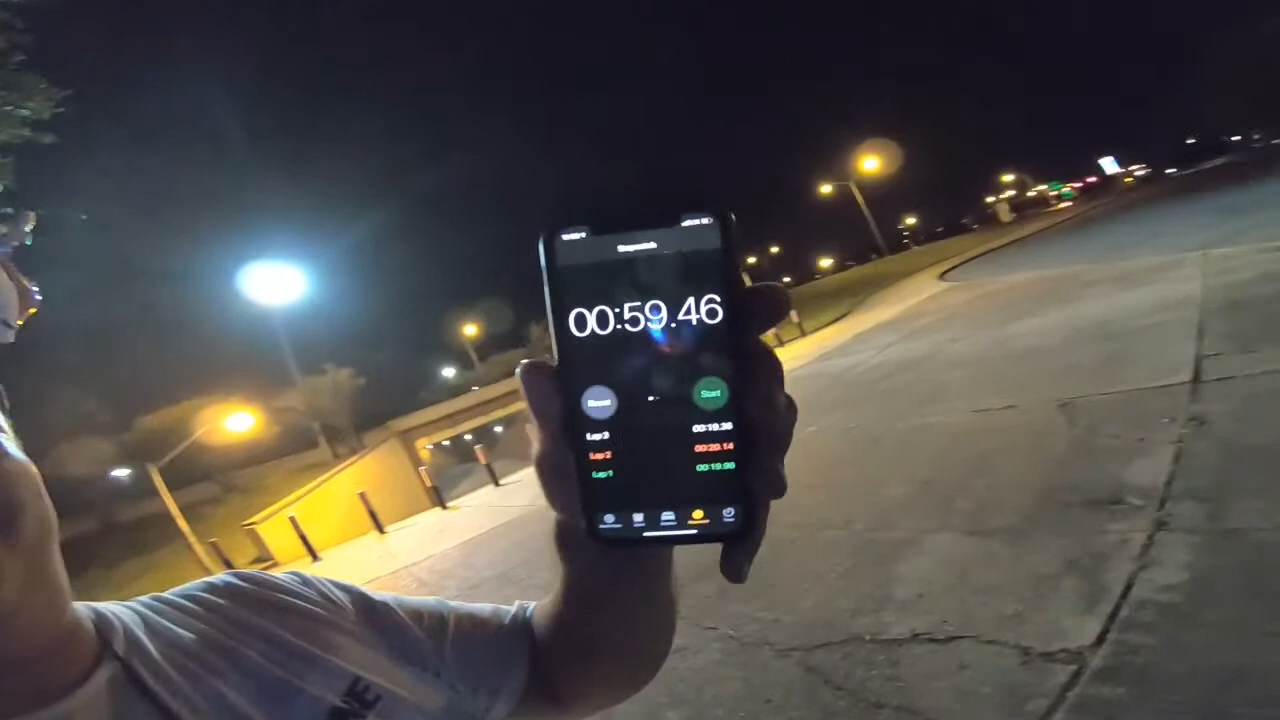 Stopwatch
00:59.46
Reset
Start
Lap 3 00:19.36
Lap 2 00:20.14
Lap 1 00:19.96